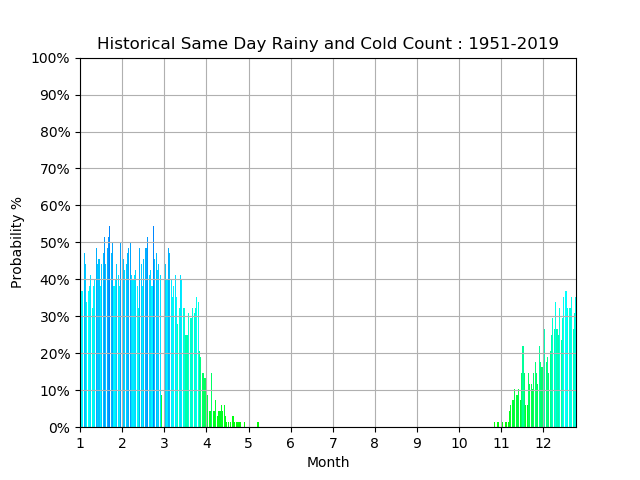 Historical Same Day Rainy and Cold Count : 1951-2019
100%
90%
80%
70%
60%
50%
40%
30%
20%
10%
0%
Probability %
1 2 3 4 5 6 7 8 9 10 11 12
Month